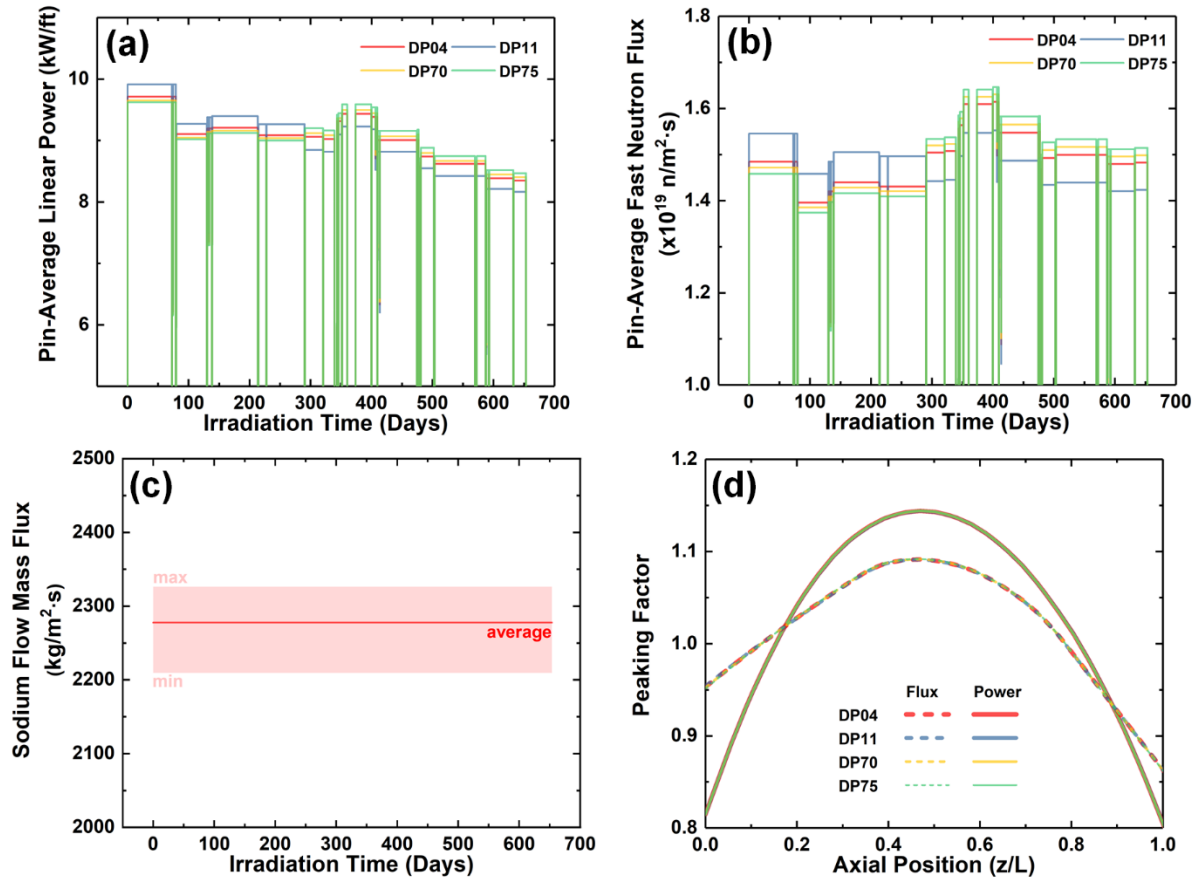 (a)
Pin-Average Linear Power (kW/ft)
DP04 DP11
DP70 DP75
10
8
6
0 100 200 300 400 500 600 700
Irradiation Time (Days)
(b)
Pin-Average Fast Neutron Flux
(x10¹⁹ n/m²·s)
DP04 DP11
DP70 DP75
1.8
1.6
1.4
1.2
1.0
0 100 200 300 400 500 600 700
Irradiation Time (Days)
(c)
Sodium Flow Mass Flux
(kg/m²·s)
2500
2400
2300
2200
2100
2000
max
average
min
0 100 200 300 400 500 600 700
Irradiation Time (Days)
(d)
Peaking Factor
1.2
1.1
1.0
0.9
0.8
Flux Power
DP04
DP11
DP70
DP75
0.0 0.2 0.4 0.6 0.8 1.0
Axial Position (z/L)